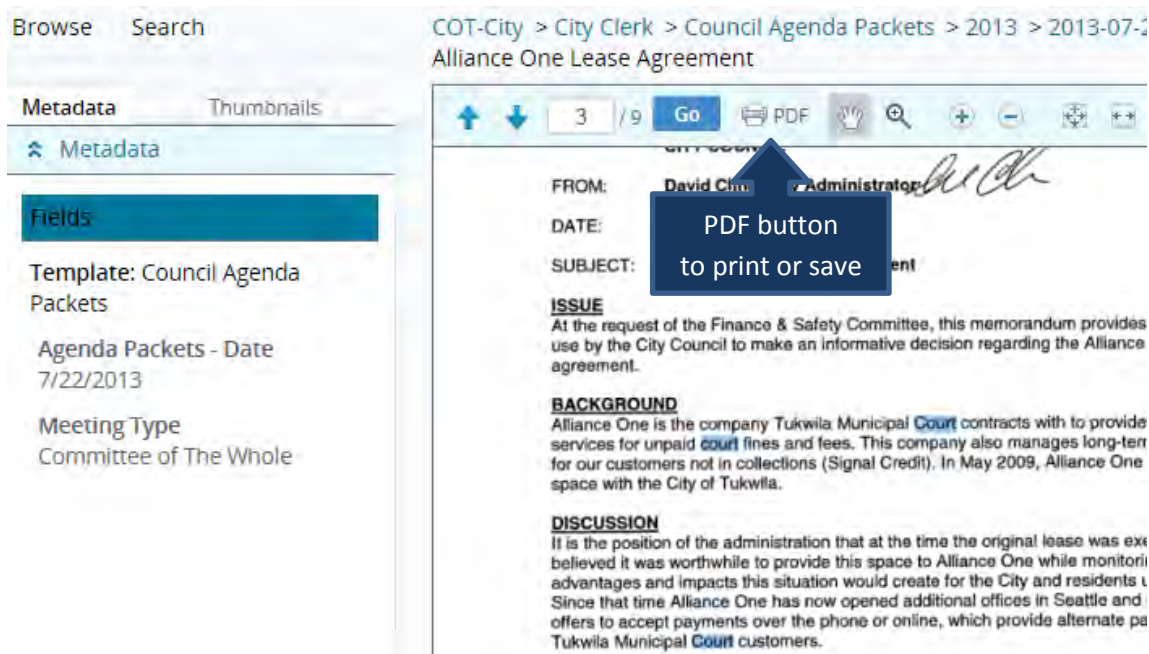 Browse Search
COT-City > City Clerk > Council Agenda Packets > 2013 > 2013-07-2
Alliance One Lease Agreement
Metadata Thumbnails
Metadata
Fields
Template: Council Agenda
Packets
Agenda Packets - Date
7/22/2013
Meeting Type
Committee of The Whole
3 / 9 Go PDF
FROM: David Administrator
DATE:
SUBJECT:
PDF button
to print or save
ISSUE
At the request of the Finance & Safety Committee, this memorandum provides
use by the City Council to make an informative decision regarding the Alliance
agreement.
BACKGROUND
Alliance One is the company Tukwila Municipal Court contracts with to provide
services for unpaid court fines and fees. This company also manages long-ter
for our customers not in collections (Signal Credit). In May 2009, Alliance One
space with the City of Tukwila.
DISCUSSION
It is the position of the administration that at the time the original lease was exe
believed it was worthwhile to provide this space to Alliance One while monitori
advantages and impacts this situation would create for the City and residents u
Since that time Alliance One has now opened additional offices in Seattle and
offers to accept payments over the phone or online, which provide alternate pa
Tukwila Municipal Court customers.